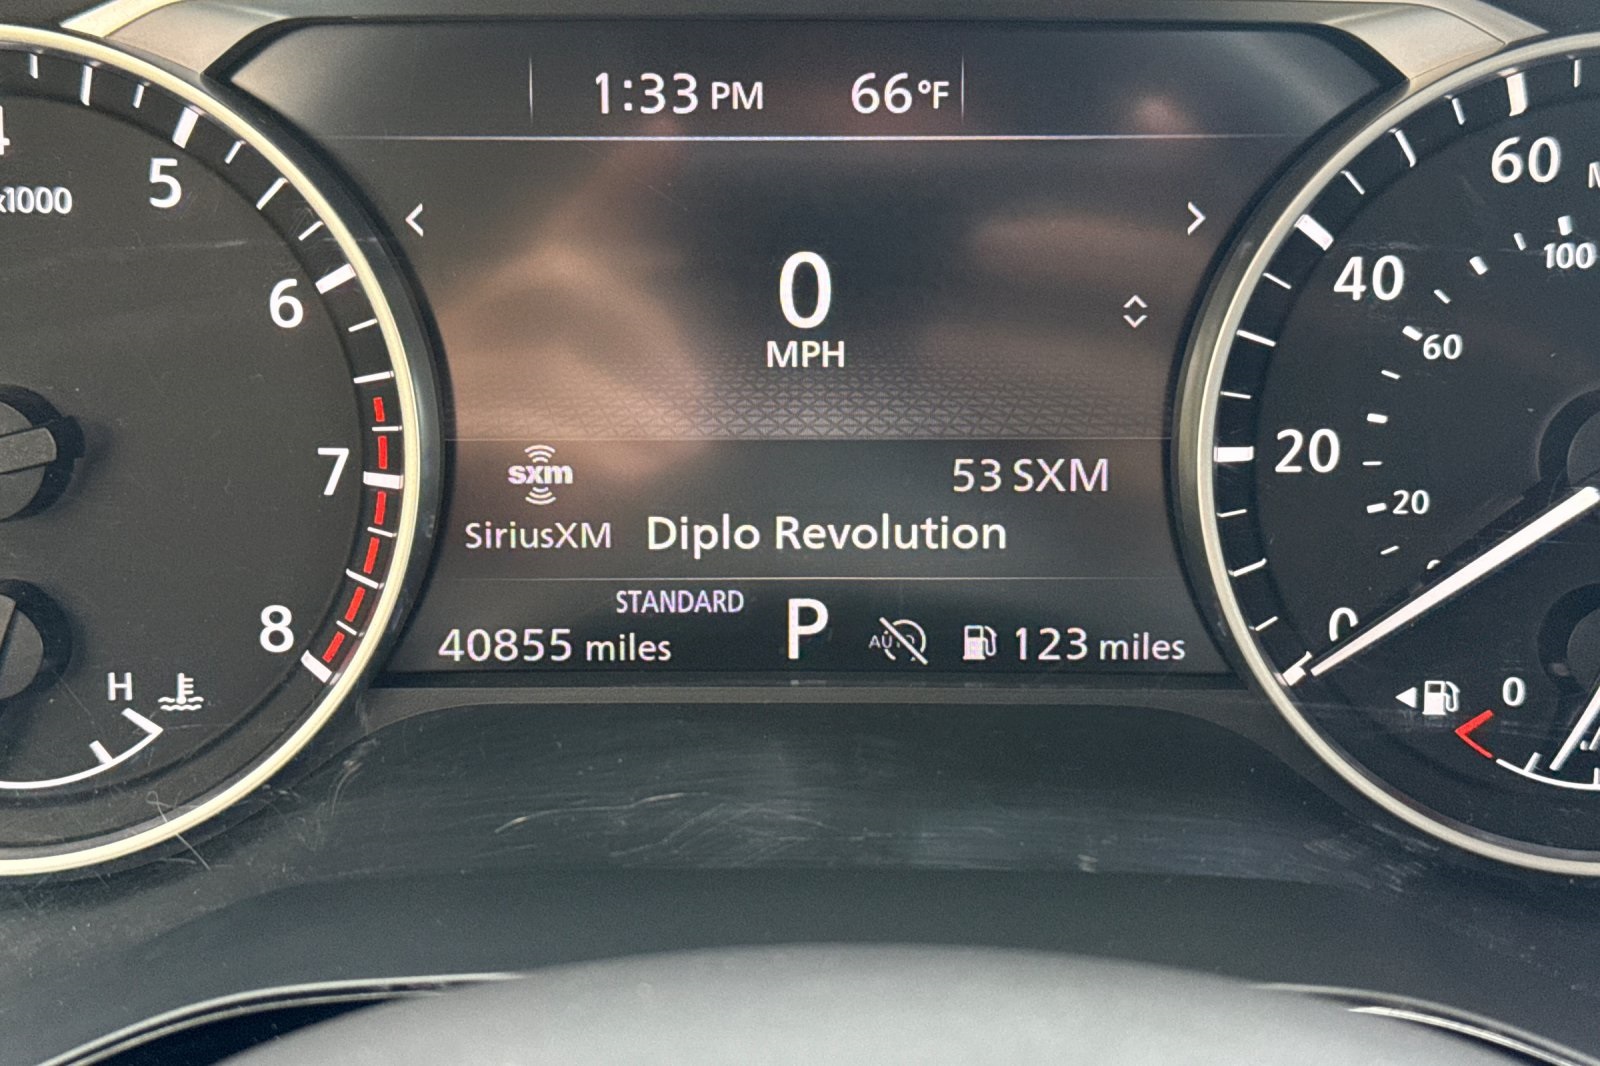 1:33 PM 66°F
x1000
5
6
7
8
H
0
MPH
sxm
53 SXM
SiriusXM Diplo Revolution
STANDARD
40855 miles P AUTO 123 miles
60
40
20
0
100
60
20
0